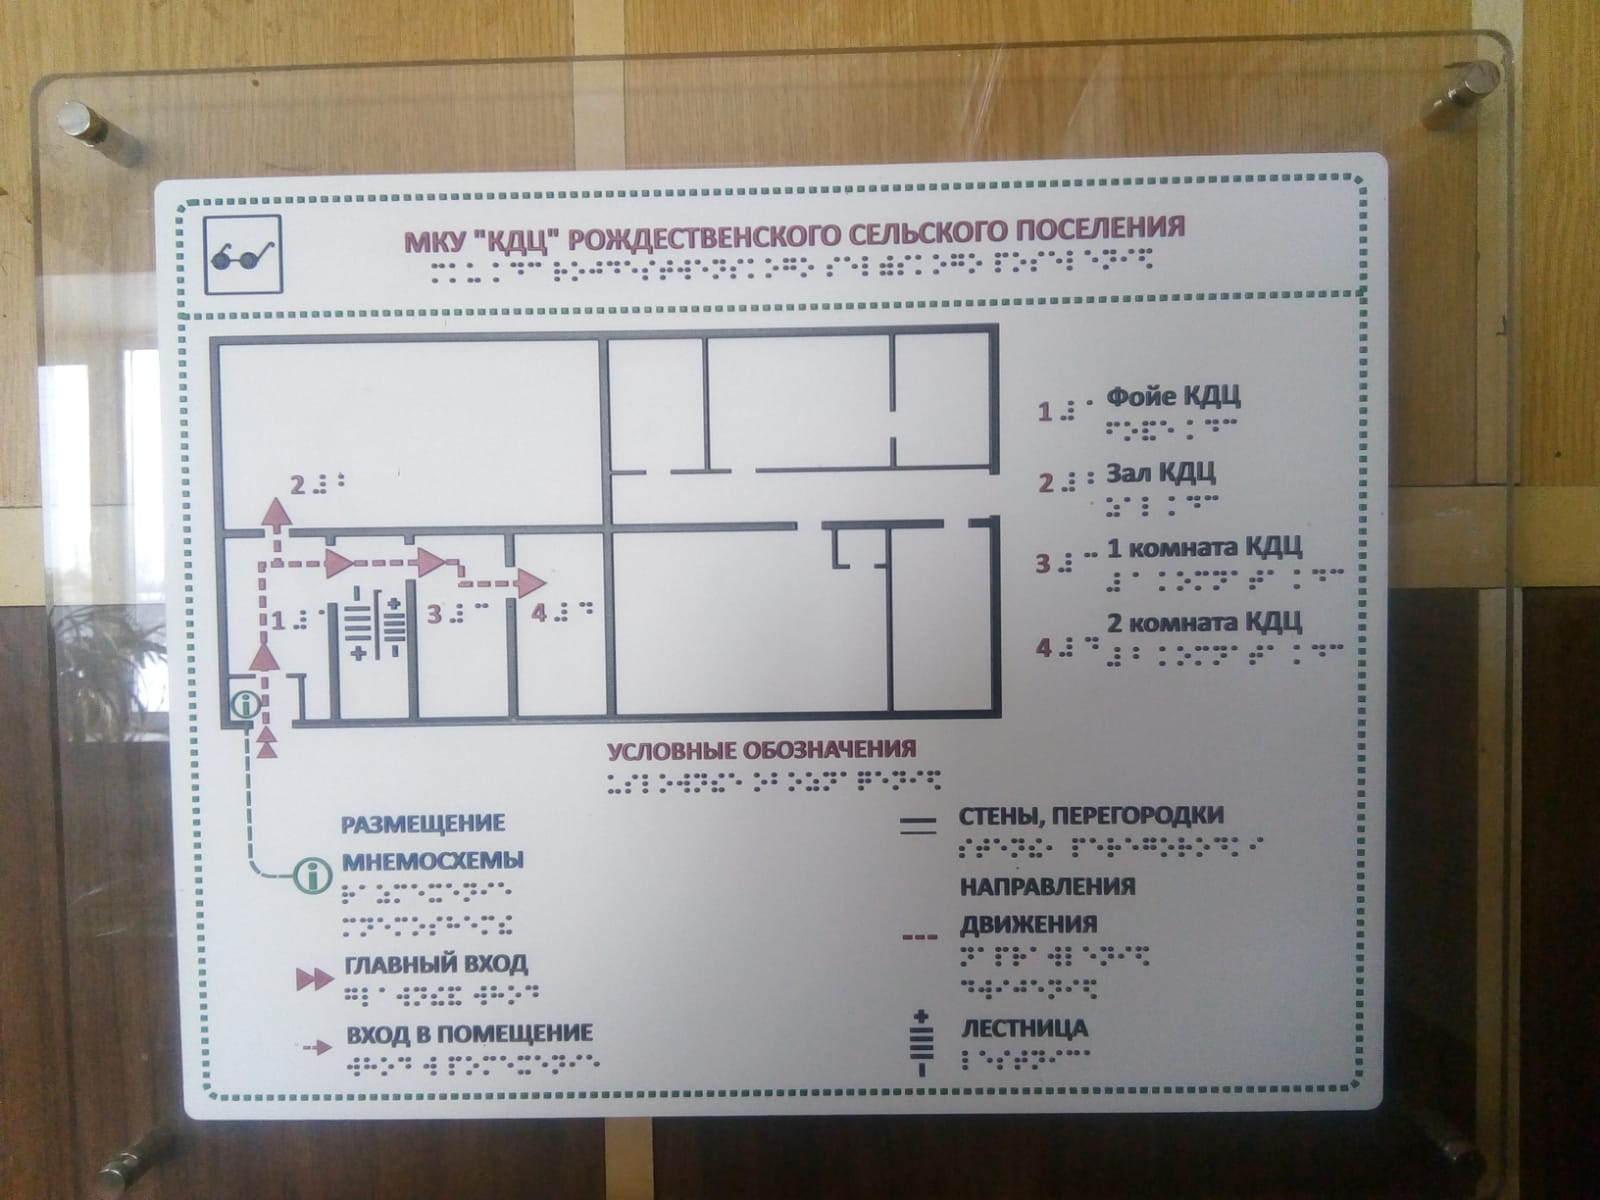 МКУ "КДЦ" РОЖДЕСТВЕНСКОГО СЕЛЬСКОГО ПОСЕЛЕНИЯ
1 Фойе КДЦ
2 Зал КДЦ
3 1 комната КДЦ
4 2 комната КДЦ
2
1
3
4
УСЛОВНЫЕ ОБОЗНАЧЕНИЯ
РАЗМЕЩЕНИЕ
МНЕМОСХЕМЫ
ГЛАВНЫЙ ВХОД
ВХОД В ПОМЕЩЕНИЕ
СТЕНЫ, ПЕРЕГОРОДКИ
НАПРАВЛЕНИЯ
ДВИЖЕНИЯ
ЛЕСТНИЦА